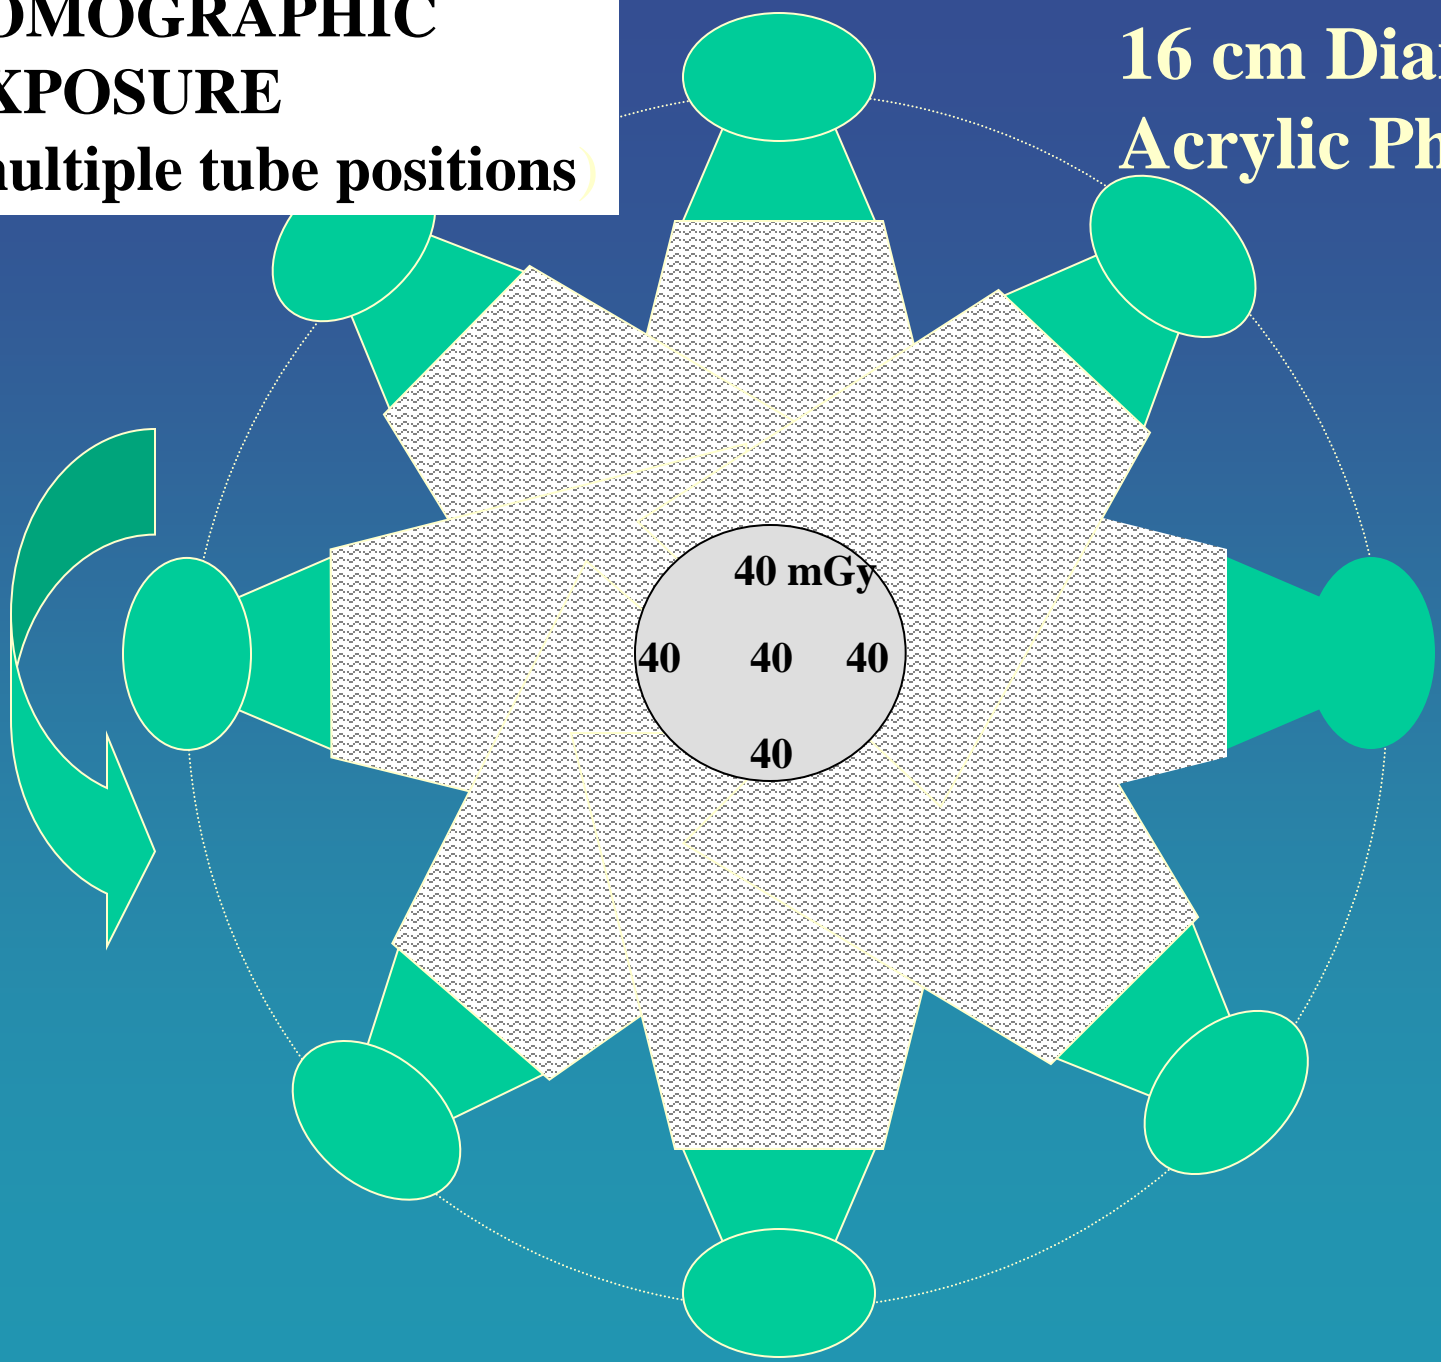 OMOGRAPHIC
XPOSURE
ultiple tube positions)
16 cm Dia
Acrylic Ph
40 mGy
40 40 40
40